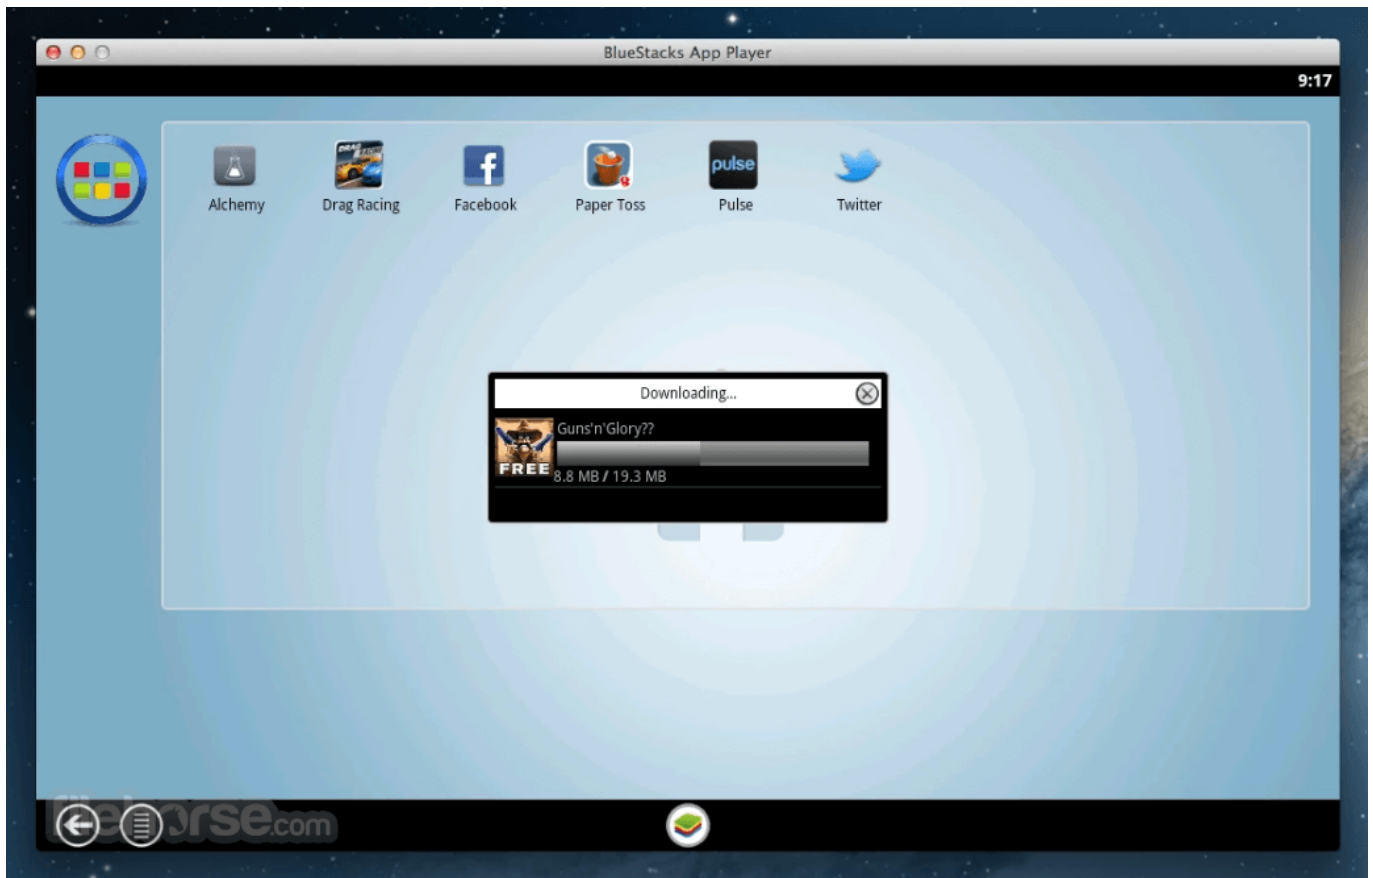 BlueStacks App Player
9:17
Alchemy
DRAG
Drag Racing
f
Facebook
Paper Toss
pulse
Pulse
Twitter
Downloading...
Guns'n'Glory??
FREE
8.8 MB / 19.3 MB
filehorse.com